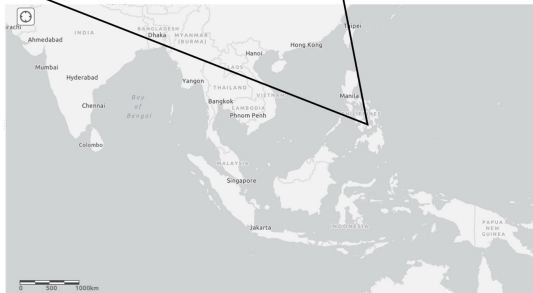 Taipei
BANGLADESH
Dhaka
INDIA
MYANMAR
(BURMA)
Ahmedabad
Hong Kong
Hanoi
LAOS
Mumbai
Hyderabad
Yangon
THAILAND
VIETNAM
Manila
Bay
of
Bengal
Bangkok
Chennai
CAMBODIA
Phnom Penh
Colombo
MALAYSIA
Singapore
Jakarta
INDONESIA
PAPUA
NEW
GUINEA
0 500 1000km